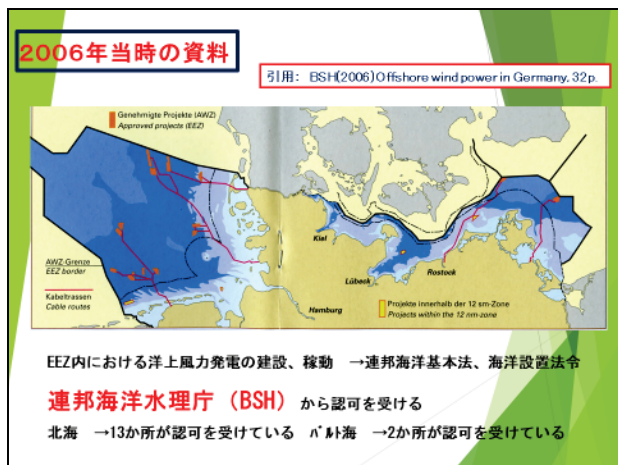 2006年当時の資料
引用: BSH(2006)Offshore wind power in Germany. 32p.
Genehmigte Projekte (AWZ)
Approved projects (EEZ)
AWZ-Grenze
EEZ border
Kabeltrassen
Cable routes
Kiel
Lübeck
Rostock
Hamburg
Projekte innerhalb der 12 sm-Zone
Projects within the 12 nm-zone
EEZ内における洋上風力発電の建設、稼動 →連邦海洋基本法、海洋設置法令
連邦海洋水理庁（BSH）から認可を受ける
北海 →13か所が認可を受けている ﾊﾞﾙﾄ海 →2か所が認可を受けている